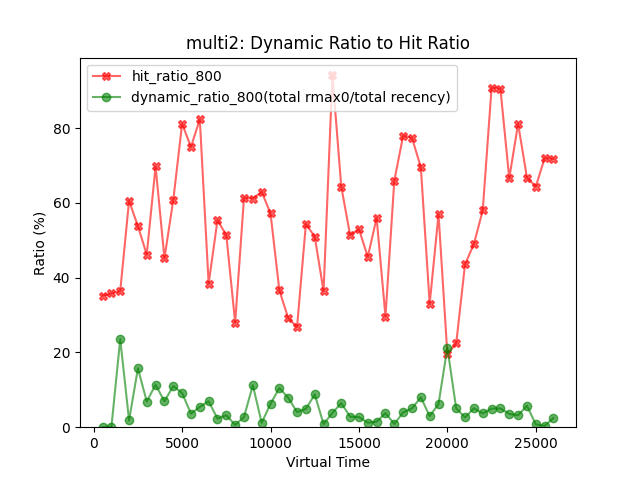 multi2: Dynamic Ratio to Hit Ratio
hit_ratio_800
dynamic_ratio_800(total rmax0/total recency)
Ratio (%)
80
60
40
20
0
0 5000 10000 15000 20000 25000
Virtual Time